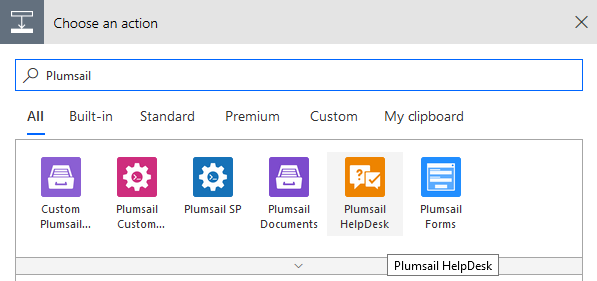 Choose an action
Plumsail
All Built-in Standard Premium Custom My clipboard
Custom Plumsail...
Plumsail Custom...
Plumsail SP
Plumsail Documents
Plumsail HelpDesk
Plumsail Forms
Plumsail HelpDesk